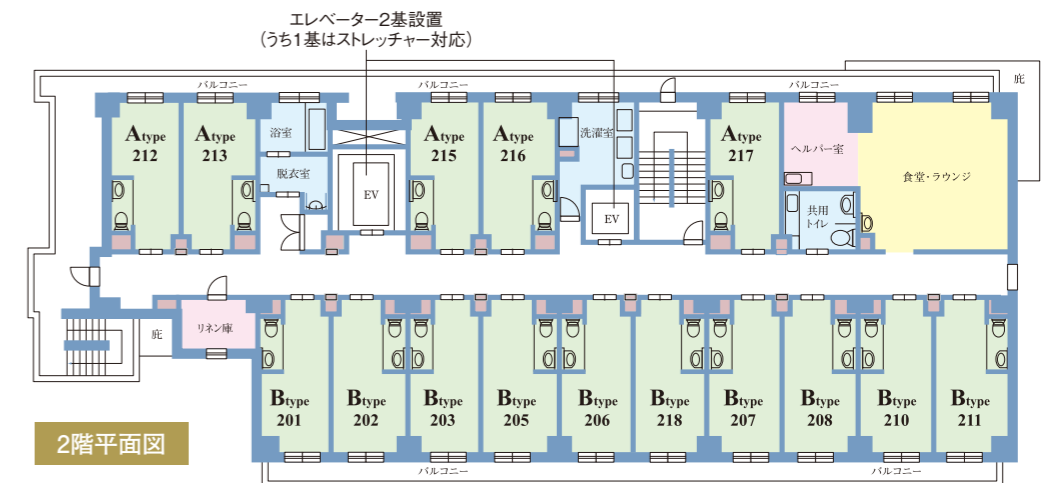 エレベーター2基設置
(うち1基はストレッチャー対応)
バルコニー
バルコニー
バルコニー
庇
Atype
212
Atype
213
浴室
脱衣室
EV
Atype
215
Atype
216
洗濯室
EV
Atype
217
ヘルパー室
共用
トイレ
食堂・ラウンジ
庇
リネン庫
Btype
201
Btype
202
Btype
203
Btype
205
Btype
206
Btype
218
Btype
207
Btype
208
Btype
210
Btype
211
バルコニー
バルコニー
2階平面図